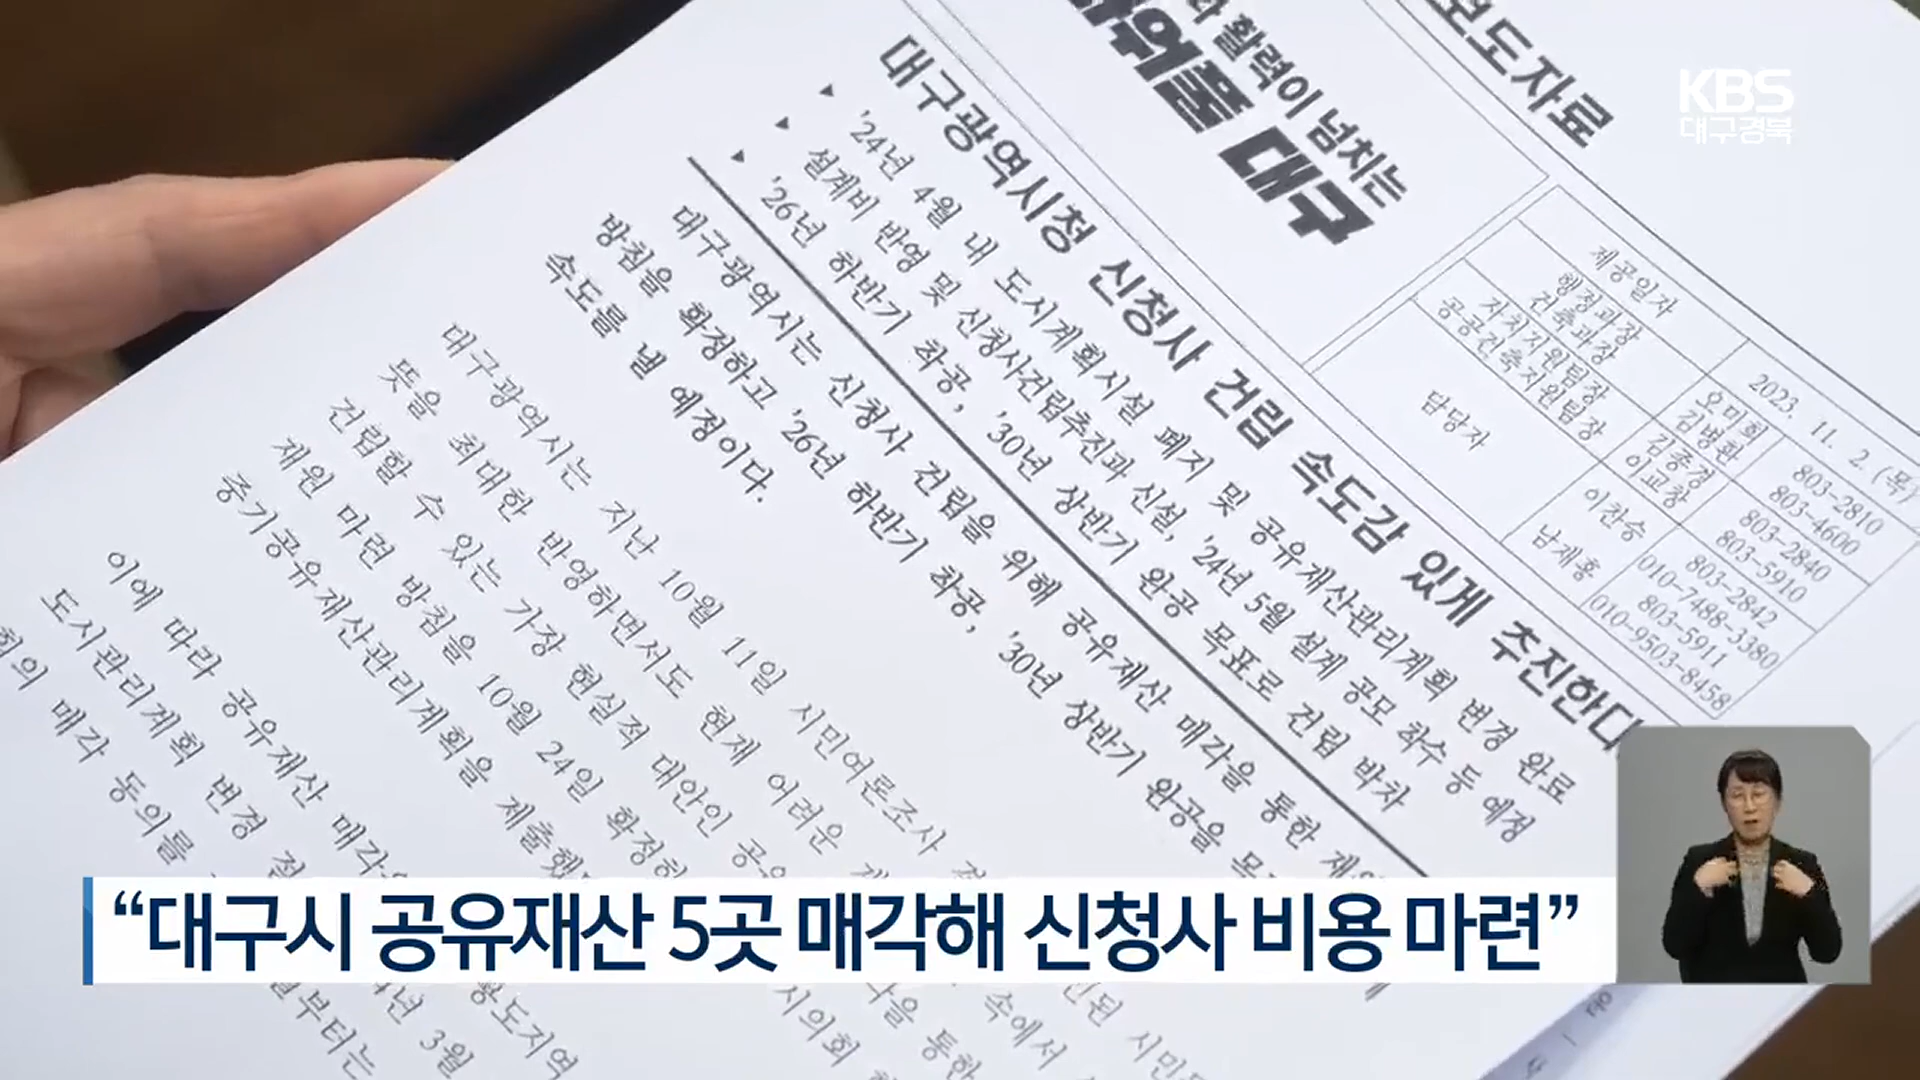 KBS
대구경북
보도자료
활력이 넘치는
파워풀 대구
제공일자
2023. 11. 2.(목)
담당자
행정과장
오미희
803-2810
건축과장
김병환
803-4600
자치지원팀장
김종경
803-2840
공공건축지원팀장
이교창
803-5910
이찬승
803-2842
010-7488-3380
남재홍
803-5911
010-9503-8458
대구광역시청 신청사 건립 속도감 있게 추진한다
▶ '24년 4월 내 도시계획시설 폐지 및 공유재산관리계획 변경 완료
▶ 설계비 반영 및 신청사건립추진과 신설, '24년 5월 설계 공모 착수 등 예정
▶ '26년 하반기 착공, '30년 상반기 완공 목표로 건립 박차
대구광역시는 신청사 건립을 위해 공유재산 매각을 통한
방침을 확정하고 '26년 하반기 착공, '30년 상반기 완공을
속도를 낼 예정이다.
대구광역시는 지난 10월 11일 시민여론조사
뜻을 최대한 반영하면서도 현재 어려운
건립할 수 있는 가장 현실적 대안인
재원 마련 방침을 10월 24일
중기공유재산관리계획을
이에 따라 공유재산
도시관리계획 변경
매각 동의를
용도지역
3월
시의회
통한
속에서
“대구시 공유재산 5곳 매각해 신청사 비용 마련”